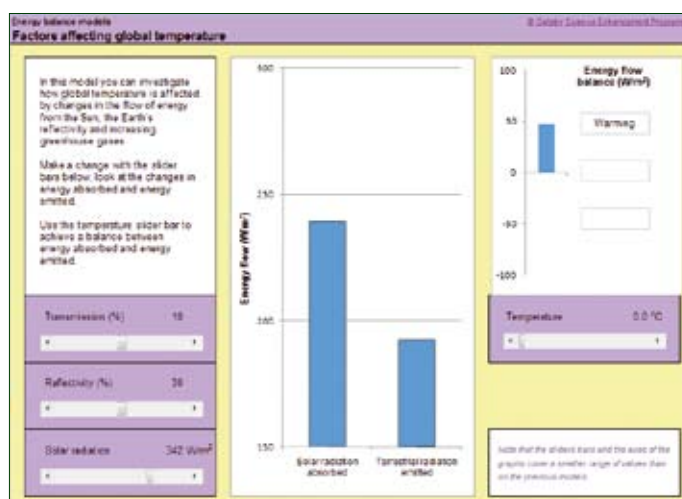 Energy balance models
Factors affecting global temperature
© Gatsby Science Enhancement Programme
In this model you can investigate
how global temperature is affected
by changes in the flow of energy
from the Sun, the Earth's
reflectivity and increasing
greenhouse gases.
Make a change with the slider
bars below, look at the changes in
energy absorbed and energy
emitted.
Use the temperature slider bar to
achieve a balance between
energy absorbed and energy
emitted.
Transmission (%)
Reflectivity (%)
Solar radiation 342 W/m²
Energy flow (W/m²)
300
250
200
150
Solar radiation
absorbed
Terrestrial radiation
emitted
Energy flow
balance (W/m²)
100
50
0
-50
-100
Warming
Temperature 0.0 °C
Note that the sliders bars and the axes of the
graphs cover a smaller range of values than
on the previous models.